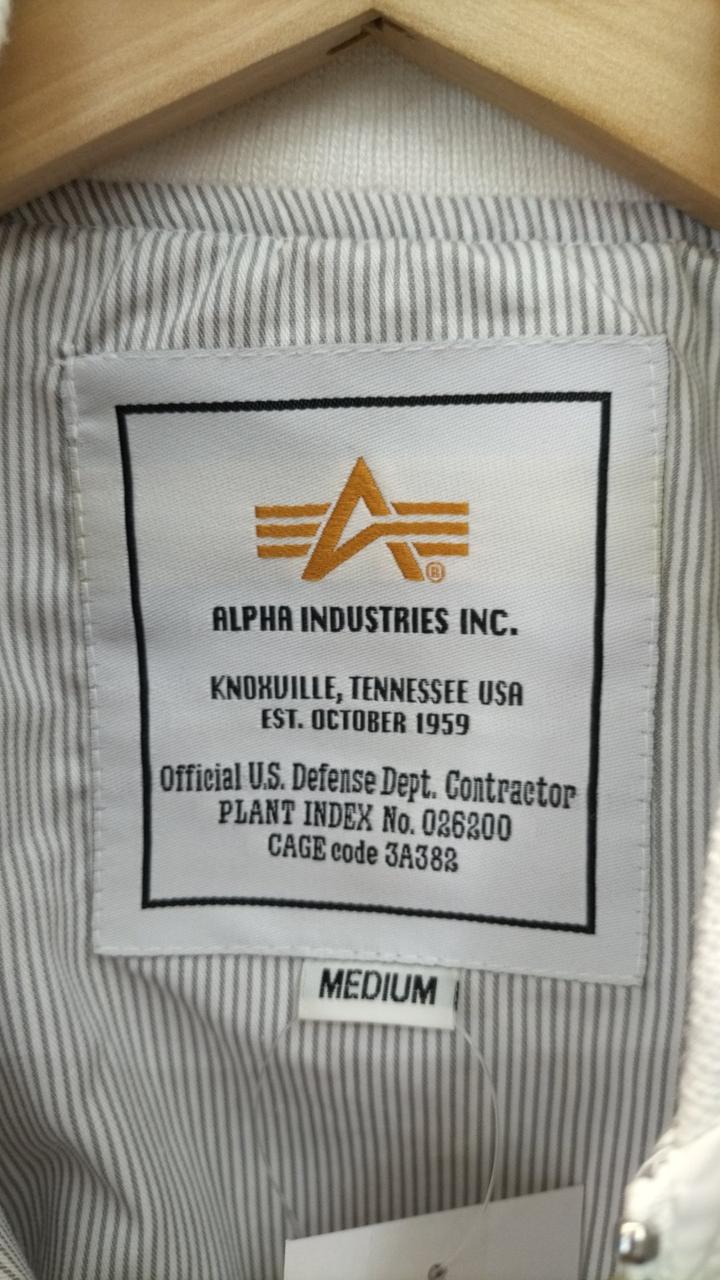 ®
ALPHA INDUSTRIES INC.
KNOXVILLE, TENNESSEE USA
EST. OCTOBER 1959
Official U.S. Defense Dept. Contractor
PLANT INDEX No. 026200
CAGE code 3A382
MEDIUM